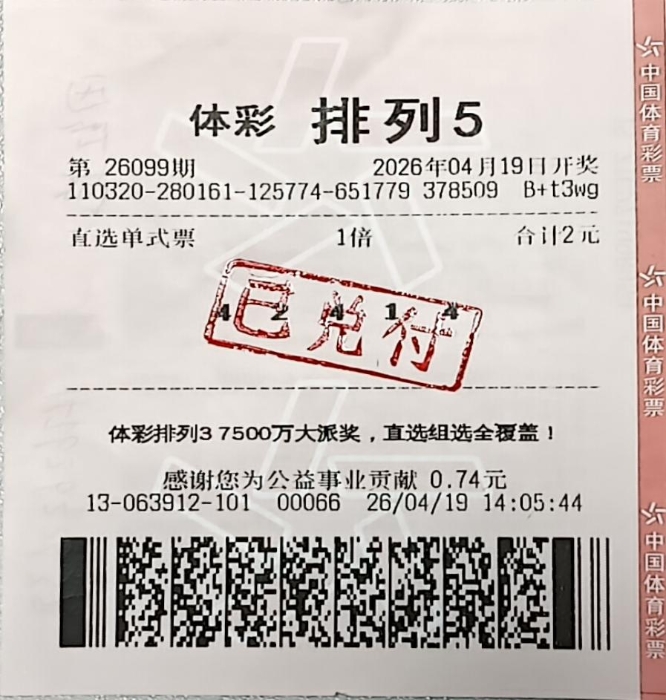 体彩 排列5
第 26099期 2026年04月19日开奖
110320-280161-125774-651779 378509 B+t3wg
直选单式票 1倍 合计2元
4 2 4 1 4
已兑付
体彩排列3 7500万大派奖，直选组选全覆盖！
感谢您为公益事业贡献 0.74元
13-063912-101 00066 26/04/19 14:05:44
中国体育彩票
中国体育彩票
中国体育彩票